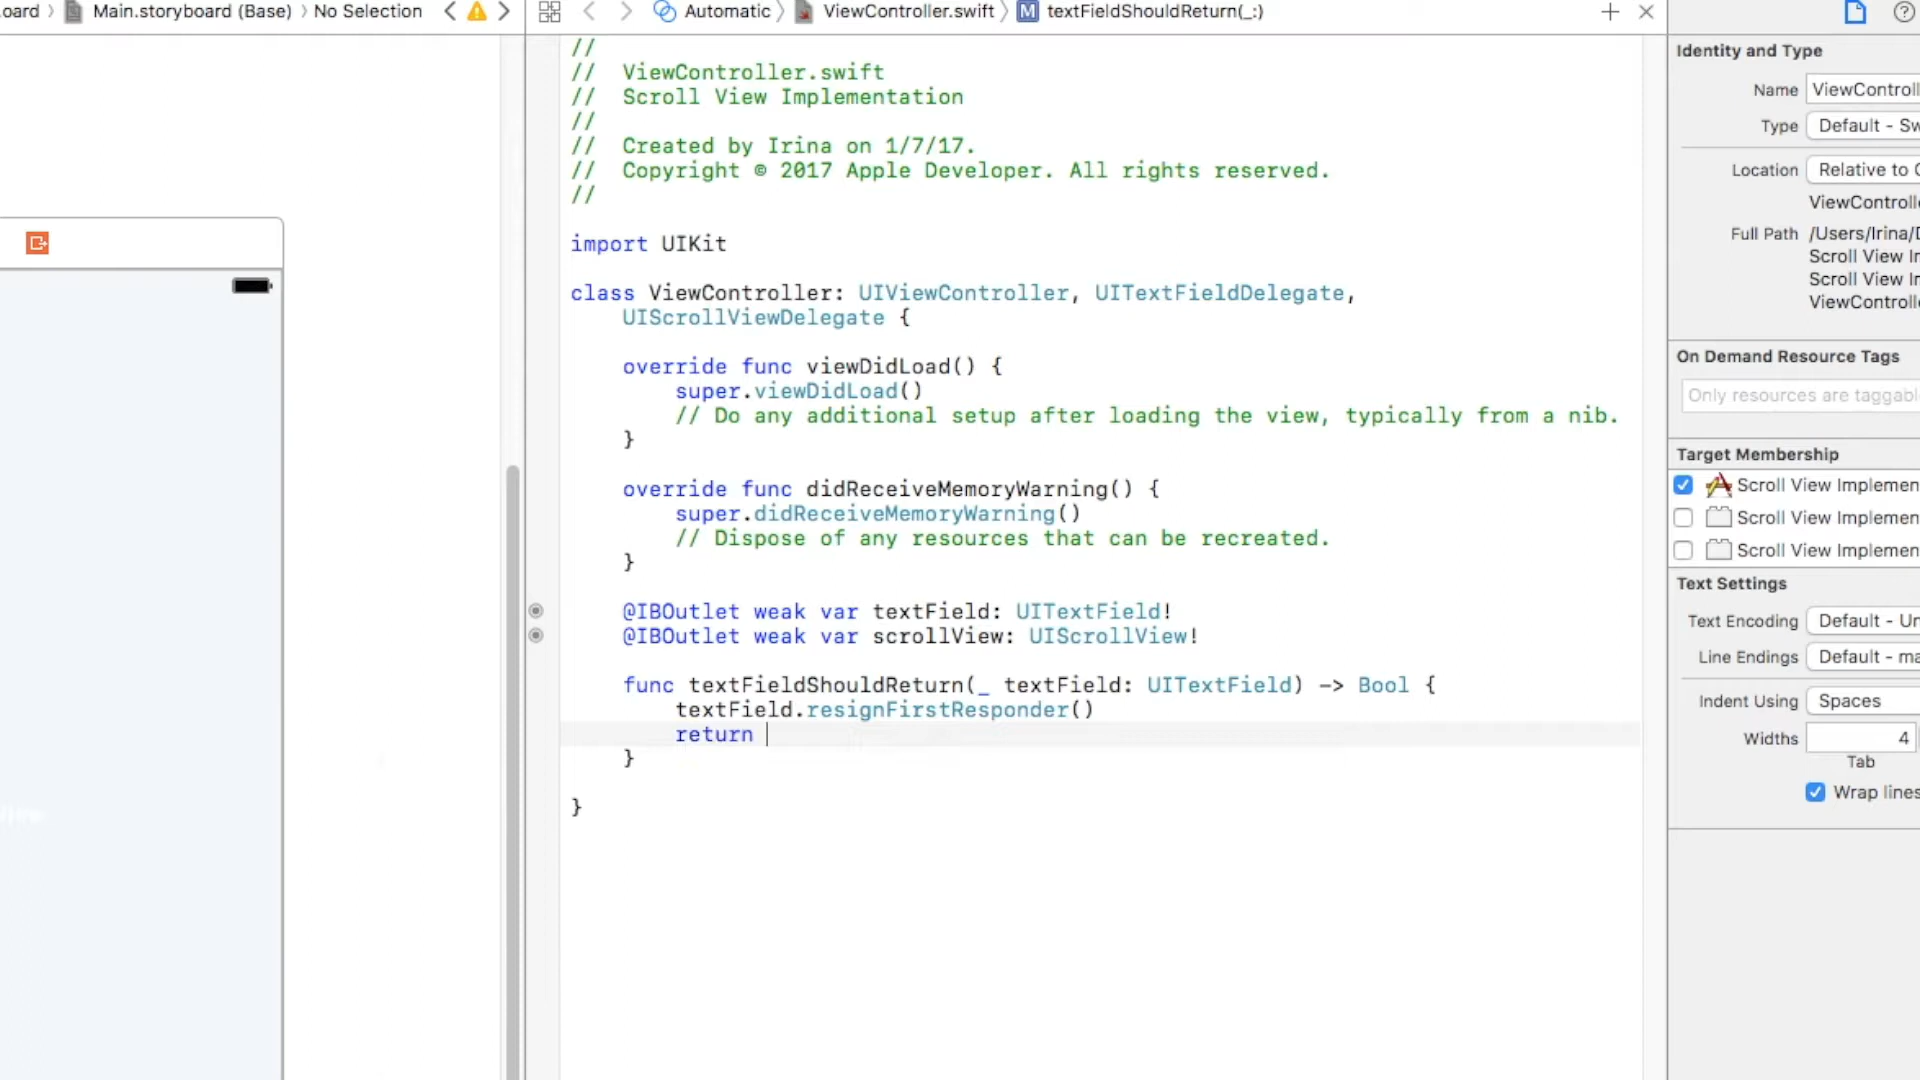 oard › Main.storyboard (Base) › No Selection
Automatic › ViewController.swift › M textFieldShouldReturn(_:)
//
//  ViewController.swift
//  Scroll View Implementation
//
//  Created by Irina on 1/7/17.
//  Copyright © 2017 Apple Developer. All rights reserved.
//
import UIKit
class ViewController: UIViewController, UITextFieldDelegate,
UIScrollViewDelegate {
override func viewDidLoad() {
super.viewDidLoad()
// Do any additional setup after loading the view, typically from a nib.
}
override func didReceiveMemoryWarning() {
super.didReceiveMemoryWarning()
// Dispose of any resources that can be recreated.
}
@IBOutlet weak var textField: UITextField!
@IBOutlet weak var scrollView: UIScrollView!
func textFieldShouldReturn(_ textField: UITextField) -> Bool {
textField.resignFirstResponder()
return
}
}
Identity and Type
Name ViewControll
Type Default - Sw
Location Relative to G
ViewControlle
Full Path /Users/Irina/D
Scroll View Im
Scroll View Im
ViewControlle
On Demand Resource Tags
Only resources are taggabl
Target Membership
Scroll View Implemen
Scroll View Implemen
Scroll View Implemen
Text Settings
Text Encoding Default - Un
Line Endings Default - ma
Indent Using Spaces
Widths 4
Tab
Wrap lines